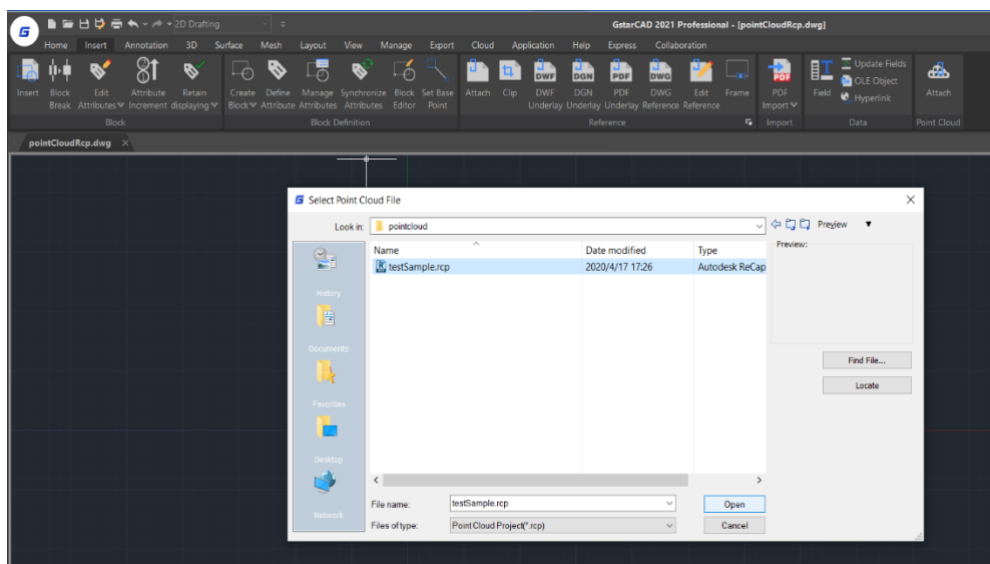 2D Drafting
GstarCAD 2021 Professional - [pointCloudRcp.dwg]
Home Insert Annotation 3D Surface Mesh Layout View Manage Export Cloud Application Help Express Collaboration
Insert Block Break Edit Attributes Attribute Increment Retain displaying Create Block Define Attribute Manage Attributes Synchronize Attributes Block Editor Set Base Point Attach Clip DWF Underlay DGN Underlay PDF Underlay DWG Reference Edit Reference Frame PDF Import Field Update Fields OLE Object Hyperlink Attach
Block Block Definition Reference Import Data Point Cloud
pointCloudRcp.dwg
Select Point Cloud File
Look in: pointcloud Preview
Name Date modified Type Preview:
testSample.rcp 2020/4/17 17:26 Autodesk ReCap
History
Documents
Find File...
Locate
Favorites
Desktop
Network
File name: testSample.rcp Open
Files of type: Point Cloud Project(*.rcp) Cancel